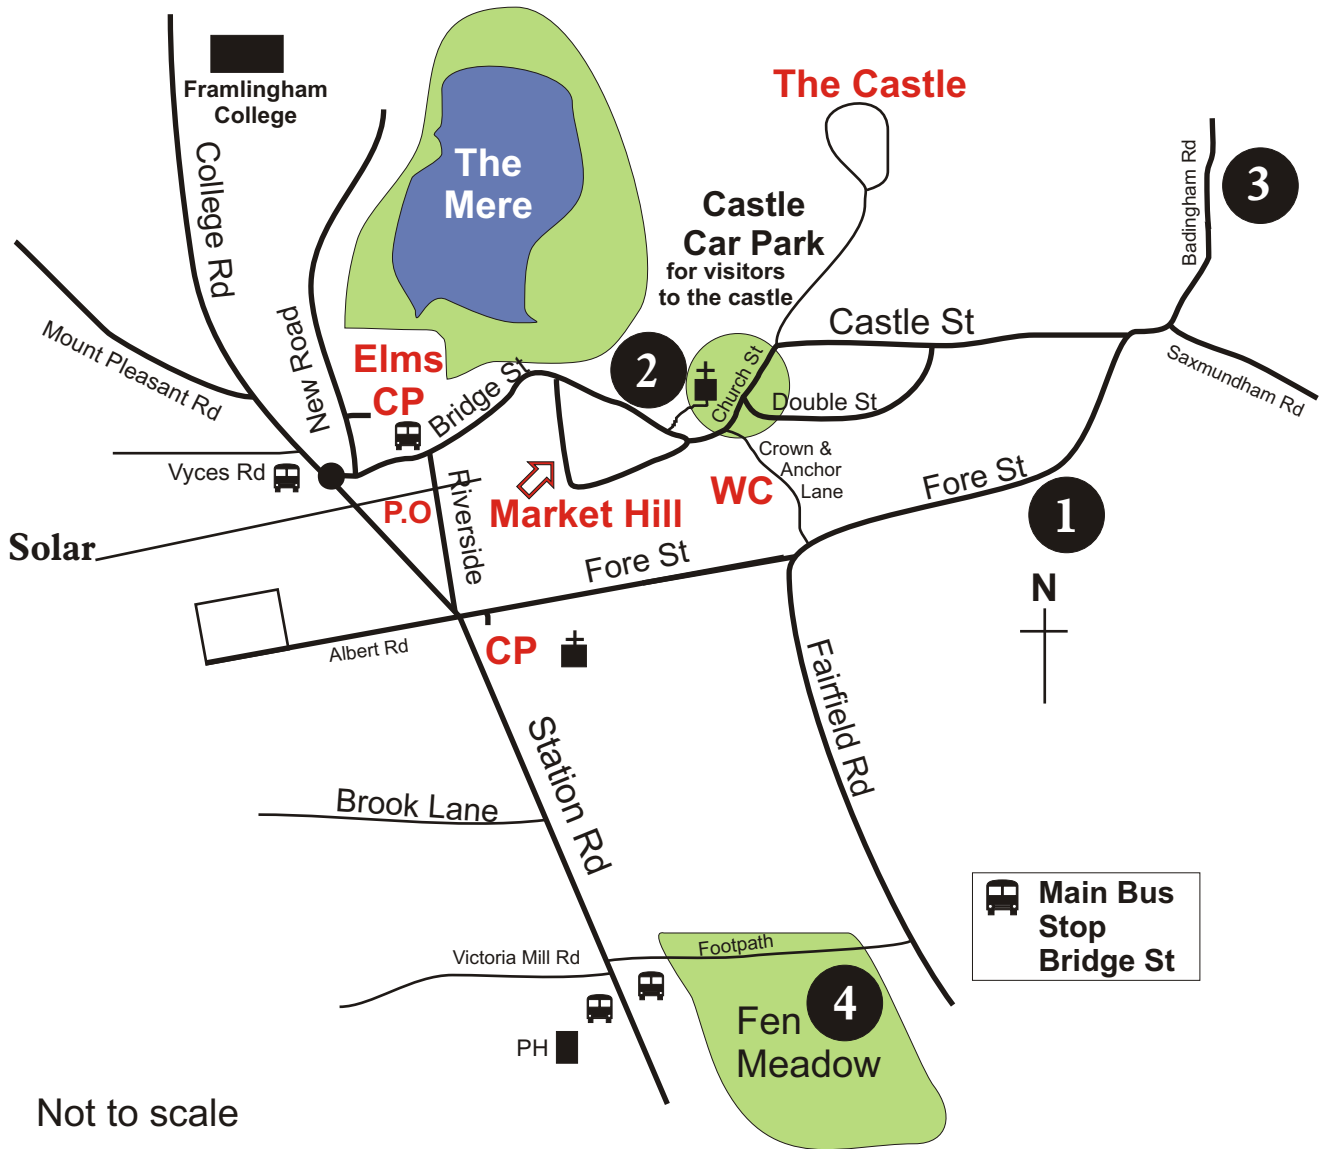 Framlingham
College
The Castle
The
Mere
College Rd
Castle
Car Park
for visitors
to the castle
Badingham Rd
3
New Road
Mount Pleasant Rd
Elms
CP
Bridge St
2
Church St
Castle St
Saxmundham Rd
Double St
Vyces Rd
Crown &
Anchor
Lane
WC
Fore St
Riverside
P.O
Market Hill
1
Solar
Fore St
N
Albert Rd
CP
Fairfield Rd
Station Rd
Brook Lane
Main Bus
Stop
Bridge St
Victoria Mill Rd
Footpath
4
Fen
Meadow
PH
Not to scale